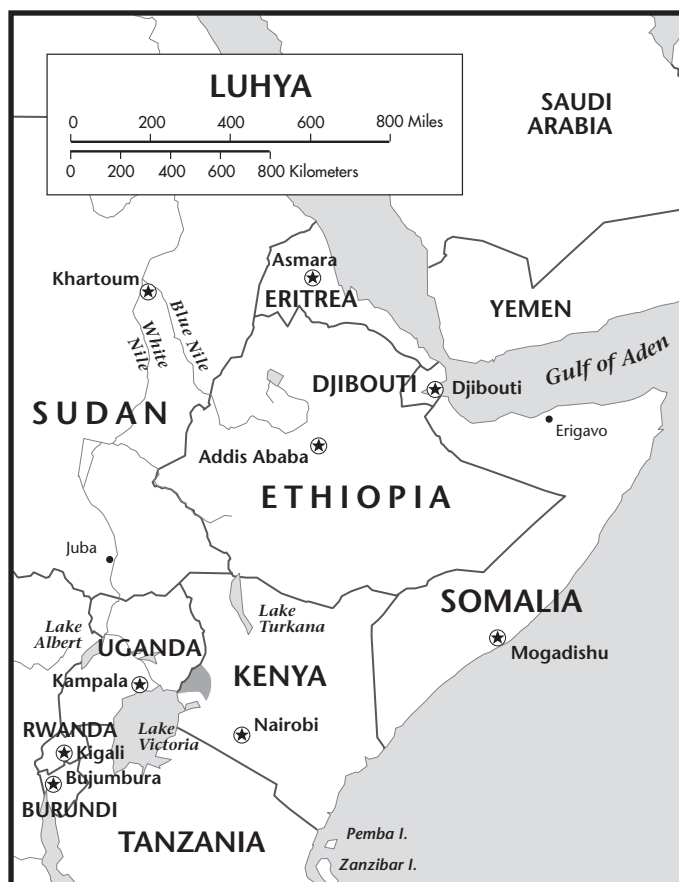 LUHYA
0 200 400 600 800 Miles
0 200 400 600 800 Kilometers
SAUDI
ARABIA
Asmara
Khartoum
ERITREA
YEMEN
Blue Nile
White
Nile
Gulf of Aden
DJIBOUTI
Djibouti
SUDAN
Erigavo
Addis Ababa
ETHIOPIA
Juba
SOMALIA
Lake
Turkana
Lake
Albert
UGANDA
Mogadishu
KENYA
Kampala
Nairobi
Lake
Victoria
RWANDA
Kigali
Bujumbura
BURUNDI
TANZANIA
Pemba I.
Zanzibar I.